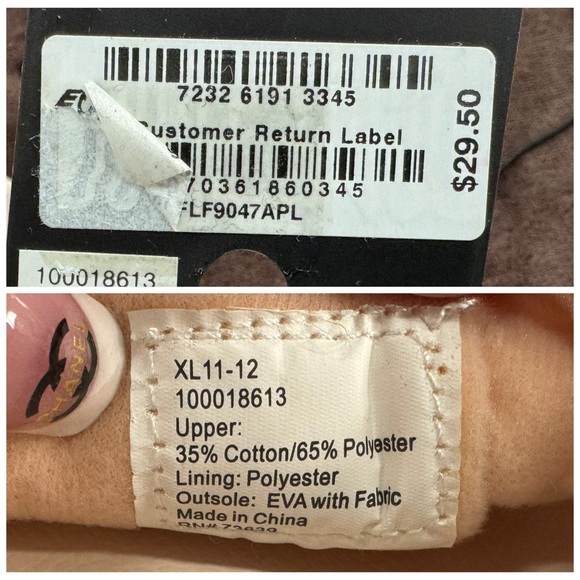 7232 6191 3345
Customer Return Label
70361860345
FLF9047APL
$29.50
100018613
CHANEL
XL11-12
100018613
Upper:
35% Cotton/65% Polyester
Lining: Polyester
Outsole: EVA with Fabric
Made in China